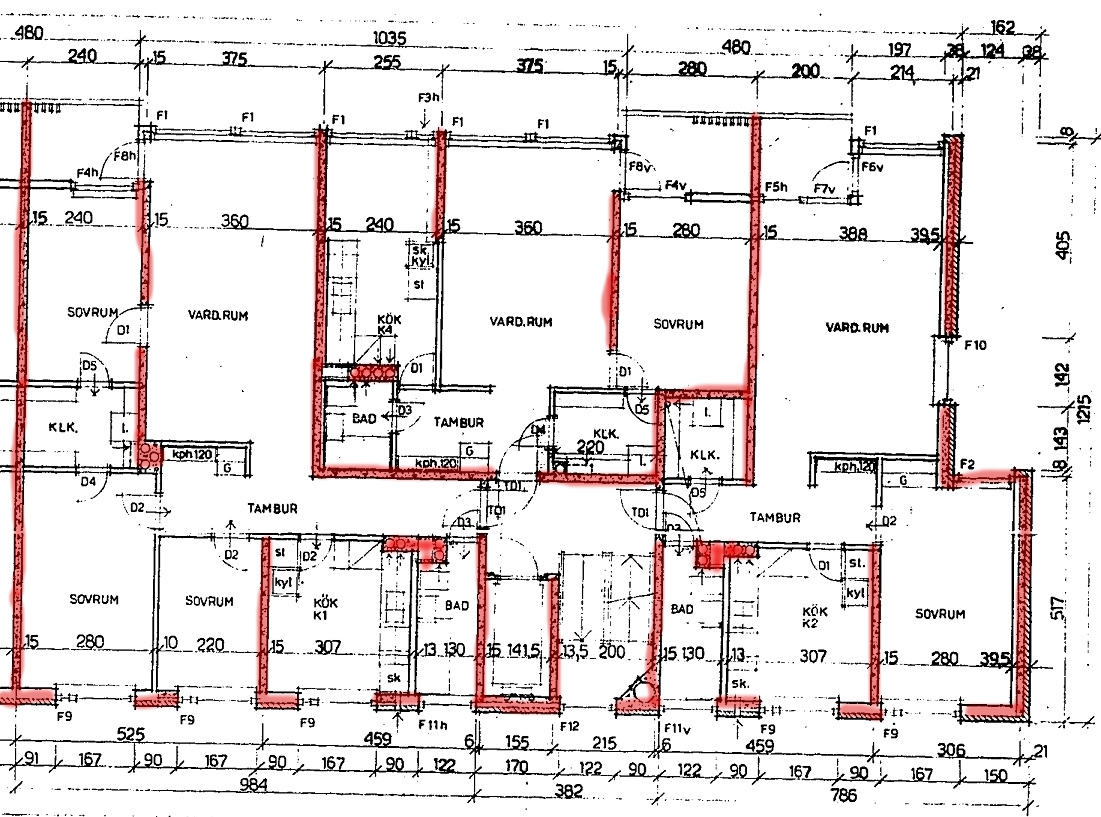 162
480 1035 480 197 38 124 38
240 15 375 255 375 15 280 200 214 21
F3h
F1 F1 F1 F1 F1 F1
8
F8h F8v F6v
F4h F4v F5h F7v
15 240 15 360 15 240 15 360 15 280 15 388 39,5
405
sk
kyl
st
SOVRUM VARD.RUM KÖK
K4 VARD.RUM SOVRUM VARD.RUM
D1 F10
D5 D1 D1 142
1215
KLK. l. BAD D3 TAMBUR D4 KLK. D5 l. 143
220 KLK.
kph.120 G kph.120 G l. kph.120 G F2 8
D4 TD1 D5
D2 TAMBUR D3 TD1 TD1 D3 TAMBUR D2
D2 st D2 D1 st.
kyl kyl
SOVRUM SOVRUM KÖK
K1 BAD BAD KÖK
K2 SOVRUM 517
15 280 10 220 15 307 13 130 15 141,5 13,5 200 15 130 13 307 15 280 39,5
sk sk.
F9 F9 F9 F11h F12 F11v F9 F9
525 459 6 155 215 6 459 306 21
91 167 90 167 90 167 90 122 170 122 90 122 90 167 90 167 150
984 382 786